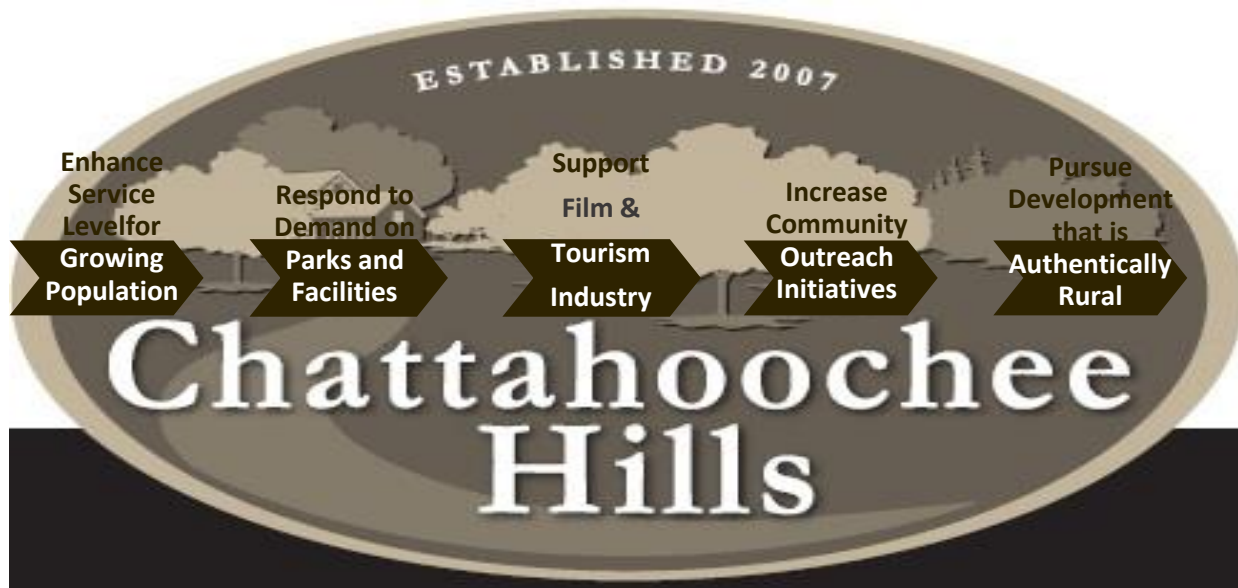 ESTABLISHED 2007
Enhance
Service
Levelfor
Growing
Population
Respond to
Demand on
Parks and
Facilities
Support
Film &
Tourism
Industry
Increase
Community
Outreach
Initiatives
Pursue
Development
that is
Authentically
Rural
Chattahoochee
Hills